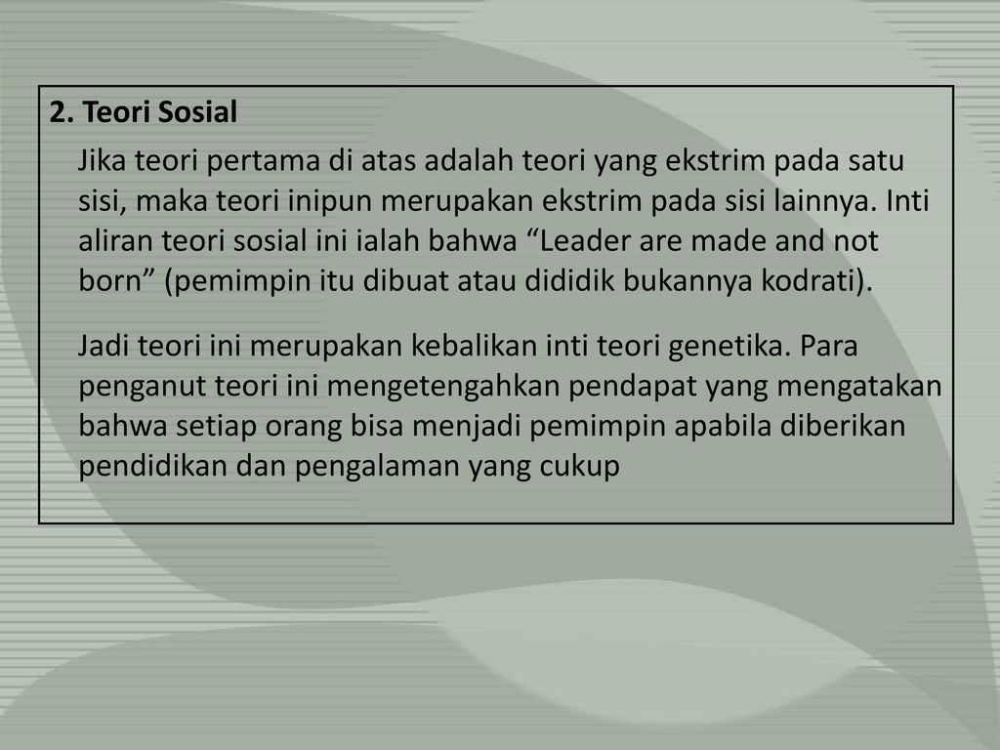 2. Teori Sosial
Jika teori pertama di atas adalah teori yang ekstrim pada satu
sisi, maka teori inipun merupakan ekstrim pada sisi lainnya. Inti
aliran teori sosial ini ialah bahwa “Leader are made and not
born” (pemimpin itu dibuat atau dididik bukannya kodrati).
Jadi teori ini merupakan kebalikan inti teori genetika. Para
penganut teori ini mengetengahkan pendapat yang mengatakan
bahwa setiap orang bisa menjadi pemimpin apabila diberikan
pendidikan dan pengalaman yang cukup